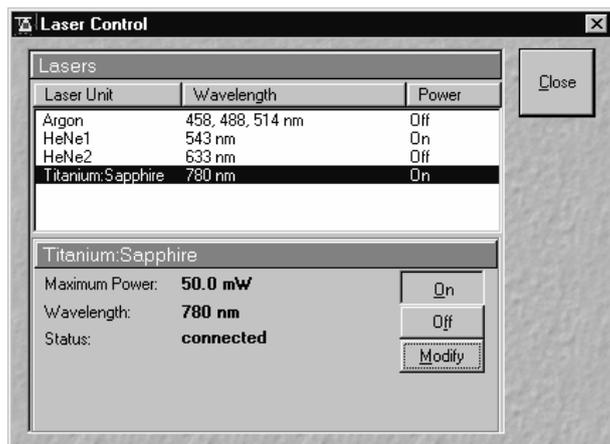 Laser Control
Lasers
Laser Unit Wavelength Power
Argon 458, 488, 514 nm Off
HeNe1 543 nm On
HeNe2 633 nm Off
Titanium:Sapphire 780 nm On
Close
Titanium:Sapphire
Maximum Power: 50.0 mW
Wavelength: 780 nm
Status: connected
On
Off
Modify